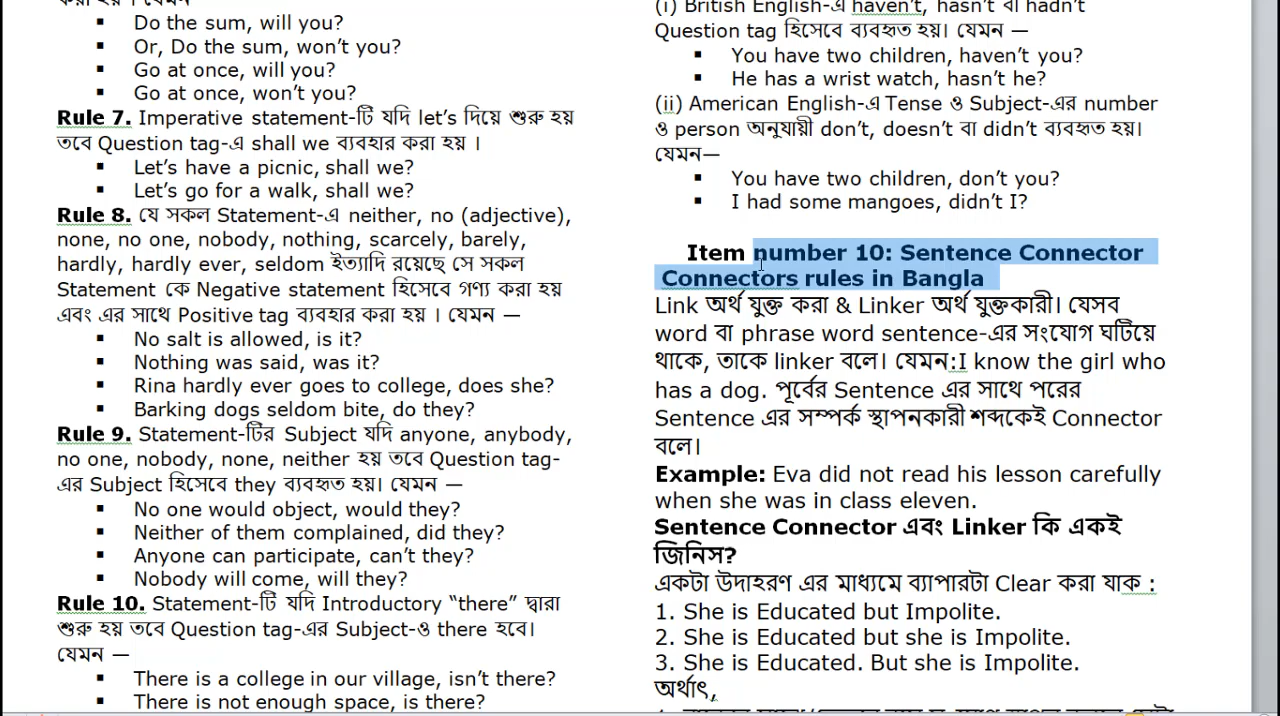 Do the sum, will you?
Or, Do the sum, won't you?
Go at once, will you?
Go at once, won't you?
Rule 7. Imperative statement-টি যদি let's দিয়ে শুরু হয়
তবে Question tag-এ shall we ব্যবহার করা হয় ।
Let's have a picnic, shall we?
Let's go for a walk, shall we?
Rule 8. যে সকল Statement-এ neither, no (adjective),
none, no one, nobody, nothing, scarcely, barely,
hardly, hardly ever, seldom ইত্যাদি রয়েছে সে সকল
Statement কে Negative statement হিসেবে গণ্য করা হয়
এবং এর সাথে Positive tag ব্যবহার করা হয় । যেমন —
No salt is allowed, is it?
Nothing was said, was it?
Rina hardly ever goes to college, does she?
Barking dogs seldom bite, do they?
Rule 9. Statement-টির Subject যদি anyone, anybody,
no one, nobody, none, neither হয় তবে Question tag-
এর Subject হিসেবে they ব্যবহৃত হয়। যেমন —
No one would object, would they?
Neither of them complained, did they?
Anyone can participate, can't they?
Nobody will come, will they?
Rule 10. Statement-টি যদি Introductory "there" দ্বারা
শুরু হয় তবে Question tag-এর Subject-ও there হবে।
যেমন —
There is a college in our village, isn't there?
There is not enough space, is there?
(i) British English-এ haven't, hasn't বা hadn't
Question tag হিসেবে ব্যবহৃত হয়। যেমন —
You have two children, haven't you?
He has a wrist watch, hasn't he?
(ii) American English-এ Tense ও Subject-এর number
ও person অনুযায়ী don't, doesn't বা didn't ব্যবহৃত হয়।
যেমন—
You have two children, don't you?
I had some mangoes, didn't I?
Item number 10: Sentence Connector
Connectors rules in Bangla
Link অর্থ যুক্ত করা & Linker অর্থ যুক্তকারী। যেসব
word বা phrase word sentence-এর সংযোগ ঘটিয়ে
থাকে, তাকে linker বলে। যেমন:I know the girl who
has a dog. পূর্বের Sentence এর সাথে পরের
Sentence এর সম্পর্ক স্থাপনকারী শব্দকেই Connector
বলে।
Example: Eva did not read his lesson carefully
when she was in class eleven.
Sentence Connector এবং Linker কি একই
জিনিস?
একটা উদাহরণ এর মাধ্যমে ব্যাপারটা Clear করা যাক :
1. She is Educated but Impolite.
2. She is Educated but she is Impolite.
3. She is Educated. But she is Impolite.
অর্থাৎ,